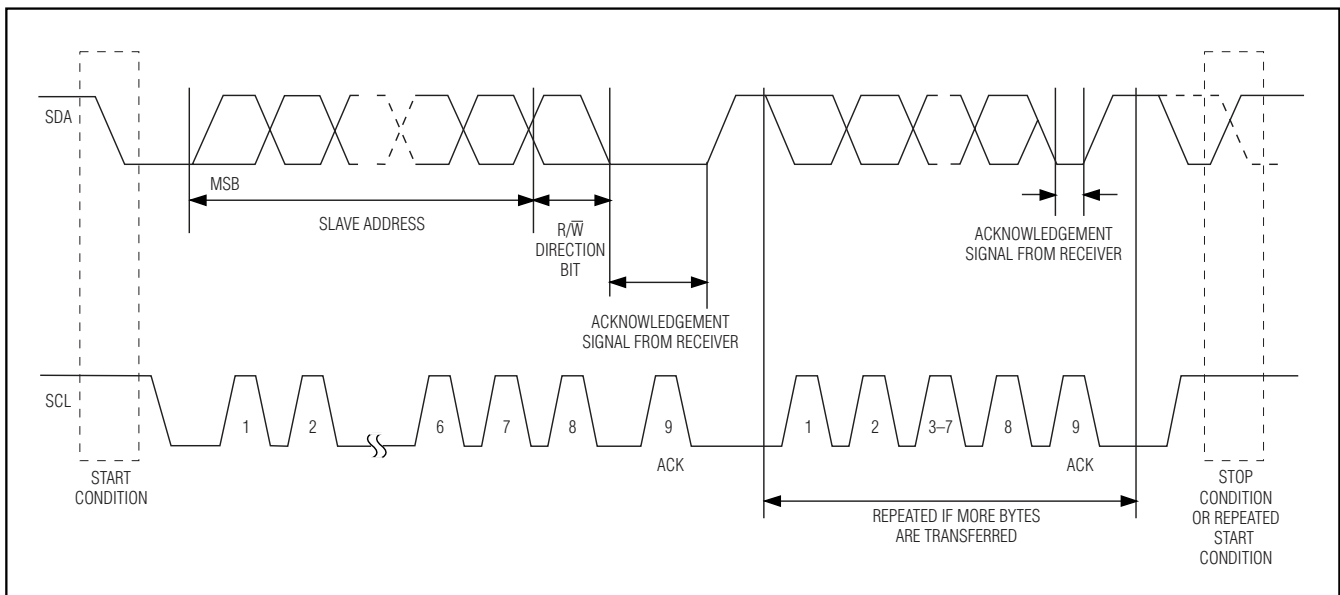 SDA
MSB
SLAVE ADDRESS
R/W̅
DIRECTION
BIT
ACKNOWLEDGEMENT
SIGNAL FROM RECEIVER
ACKNOWLEDGEMENT
SIGNAL FROM RECEIVER
SCL
1 2 6 7 8 9 1 2 3–7 8 9
ACK ACK
START
CONDITION
REPEATED IF MORE BYTES
ARE TRANSFERRED
STOP
CONDITION
OR REPEATED
START
CONDITION